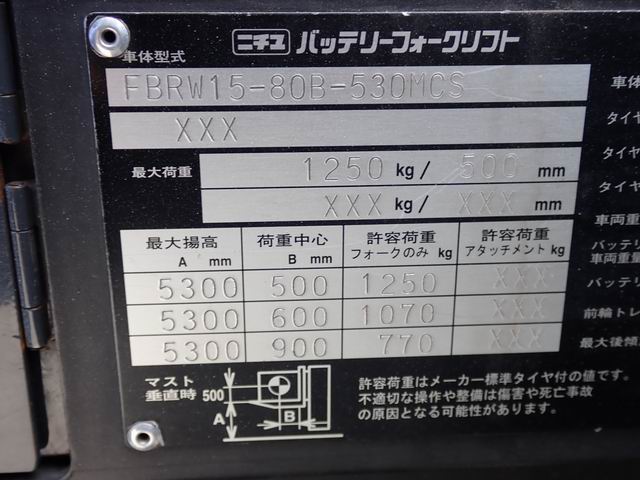 ニチユ バッテリーフォークリフト
車体型式
FBRW15-80B-530MCS
XXX
最大荷重 1250 kg/ 500 mm
XXX kg/ XXX mm
最大揚高 A mm 荷重中心 B mm 許容荷重 フォークのみ kg 許容荷重 アタッチメント kg
5300 500 1250 XXX
5300 600 1070 XXX
5300 900 770 XXX
マスト垂直時 500 A B
許容荷重はメーカー標準タイヤ付の値です。
不適切な操作や整備は傷害や死亡事故
の原因となる可能性があります。
車体
タイヤ
タイヤ
タイヤ
車両重
バッテリ
車両重量
バッテ
前輪トレ
最大後傾